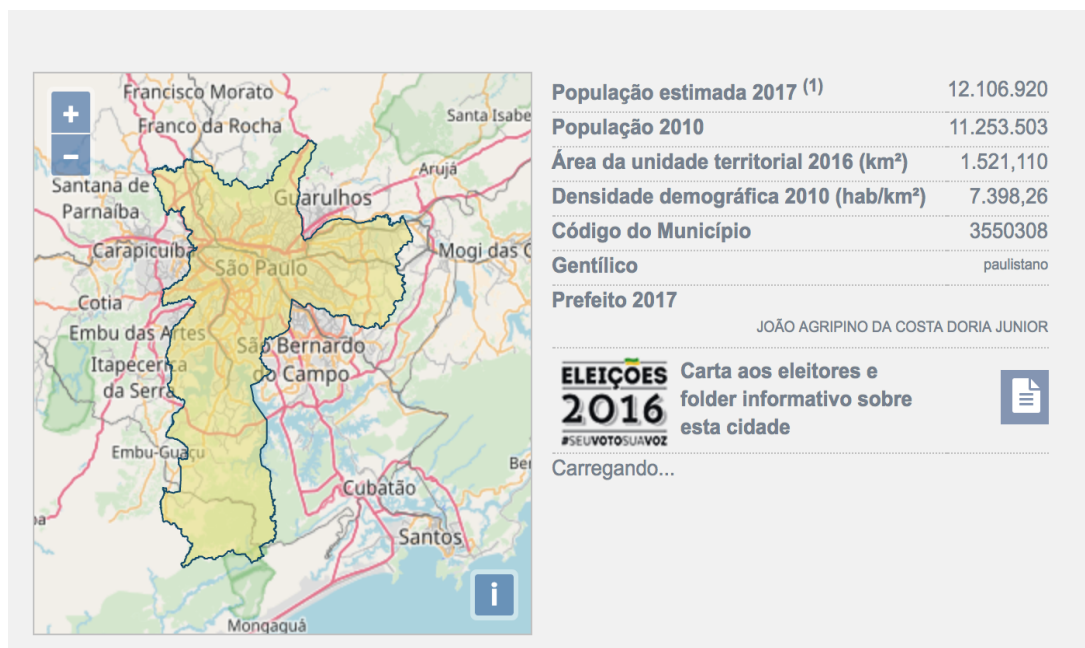 Francisco Morato
Franco da Rocha
Santa Isabe
Arujá
Santana de
Parnaíba
Guarulhos
Carapicuíba
Mogi das C
São Paulo
Cotia
Embu das Artes
São Bernardo
do Campo
Itapecerica
da Serra
Embu-Guaçu
Be
Cubatão
ba
Santos
Mongaguá
+
−
i
População estimada 2017 (1) 12.106.920
População 2010 11.253.503
Área da unidade territorial 2016 (km²) 1.521,110
Densidade demográfica 2010 (hab/km²) 7.398,26
Código do Município 3550308
Gentílico paulistano
Prefeito 2017
JOÃO AGRIPINO DA COSTA DORIA JUNIOR
ELEIÇÕES
2016
#SEUVOTOSUAVOZ
Carta aos eleitores e
folder informativo sobre
esta cidade
Carregando...